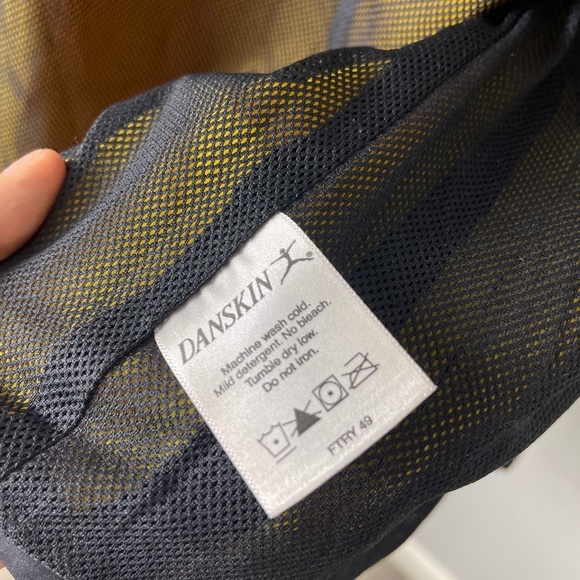 DANSKIN
Machine wash cold.
Mild detergent. No bleach.
Tumble dry low.
Do not iron.
FTRY 49